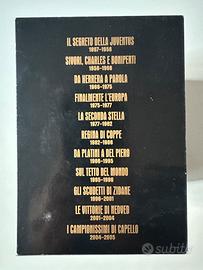 IL SEGRETO DELLA JUVENTUS
1897-1956
SIVORI, CHARLES E BONIPERTI
1956-1966
DA HERRERA A PAROLA
1966-1975
FINALMENTE L'EUROPA
1975-1977
LA SECONDA STELLA
1977-1982
REGINA DI COPPE
1982-1986
DA PLATINI A DEL PIERO
1986-1995
SUL TETTO DEL MONDO
1995-1996
GLI SCUDETTI DI ZIDANE
1996-2001
LE VITTORIE DI NEDVED
2001-2004
I CAMPIONISSIMI DI CAPELLO
2004-2005
subito